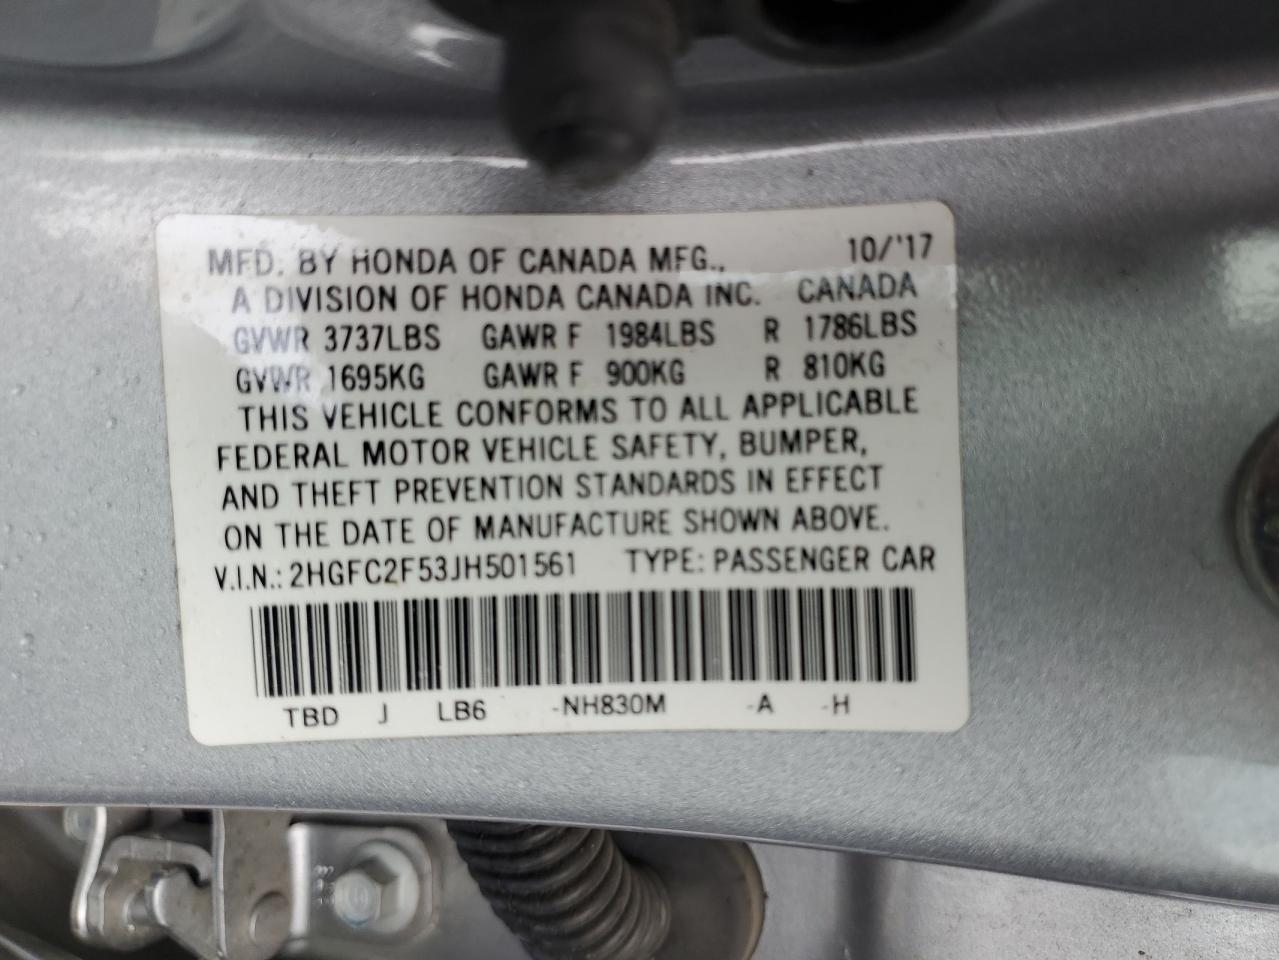 MFD. BY HONDA OF CANADA MFG., 10/'17
A DIVISION OF HONDA CANADA INC. CANADA
GVWR 3737LBS GAWR F 1984LBS R 1786LBS
GVWR 1695KG GAWR F 900KG R 810KG
THIS VEHICLE CONFORMS TO ALL APPLICABLE
FEDERAL MOTOR VEHICLE SAFETY, BUMPER,
AND THEFT PREVENTION STANDARDS IN EFFECT
ON THE DATE OF MANUFACTURE SHOWN ABOVE.
V.I.N.: 2HGFC2F53JH501561 TYPE: PASSENGER CAR
TBD J LB6 -NH830M -A -H